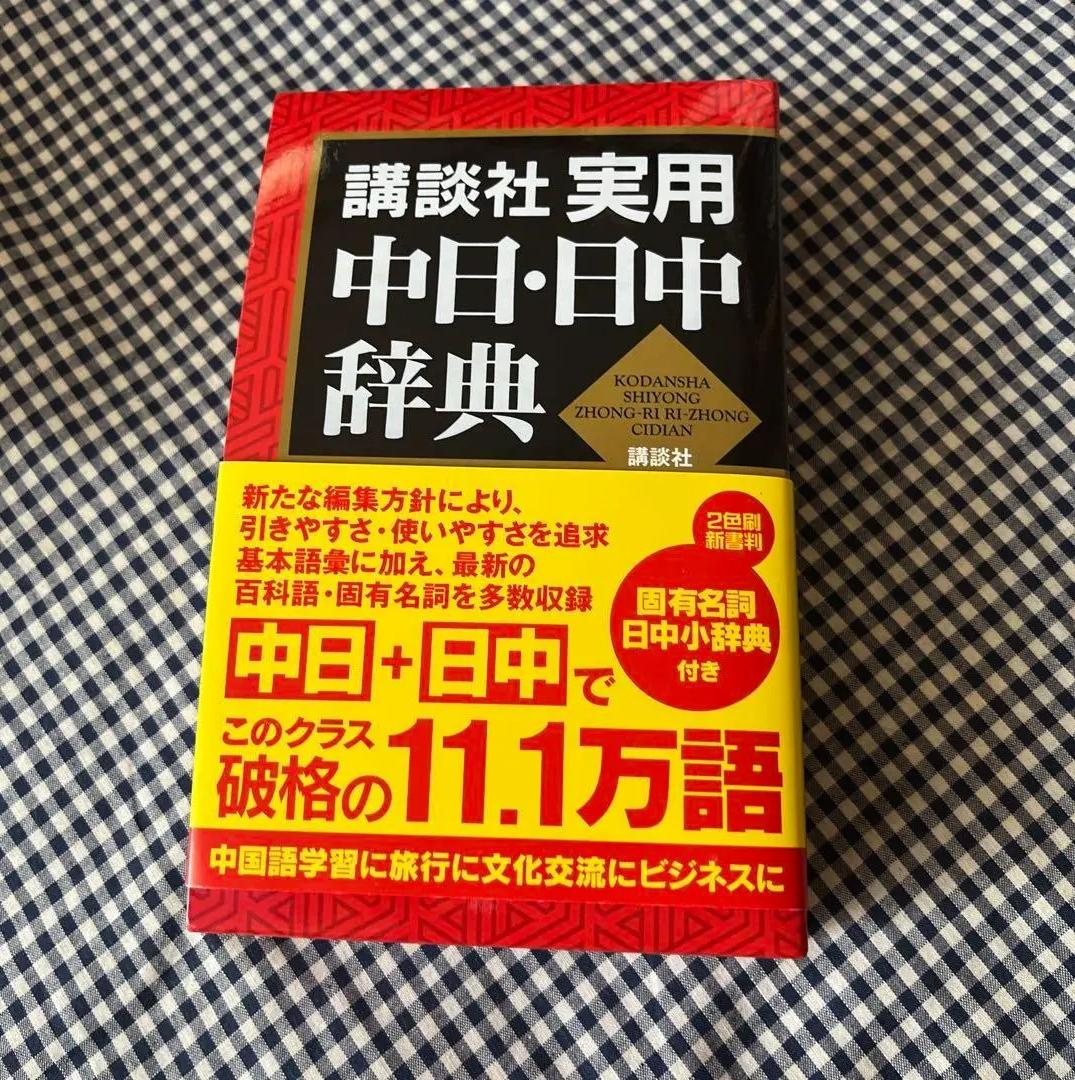 講談社 実用
中日・日中
辞典
KODANSHA
SHIYONG
ZHONG-RI RI-ZHONG
CIDIAN
講談社
新たな編集方針により、
引きやすさ・使いやすさを追求
基本語彙に加え、最新の
百科語・固有名詞を多数収録
2色刷
新書判
固有名詞
日中小辞典
付き
中日+日中で
このクラス
破格の11.1万語
中国語学習に旅行に文化交流にビジネスに